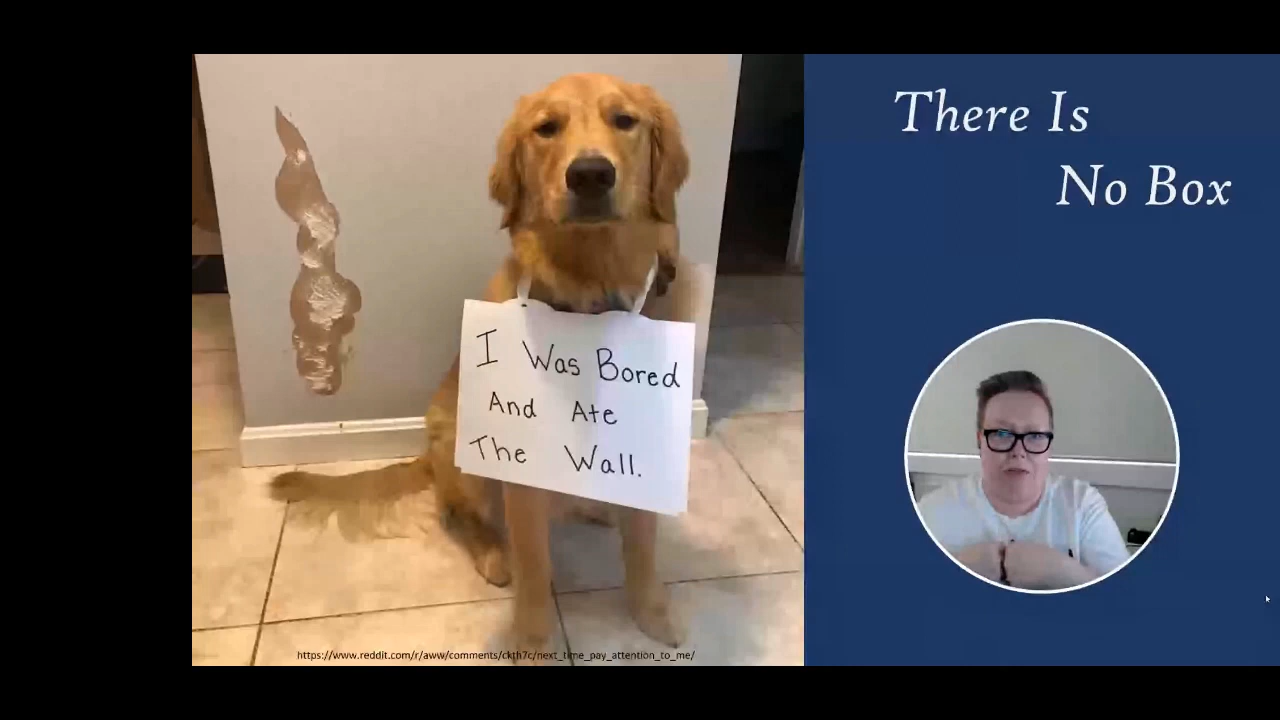 There Is
No Box
I Was Bored
And Ate
The Wall.
https://www.reddit.com/r/aww/comments/ckth7c/next_time_pay_attention_to_me/